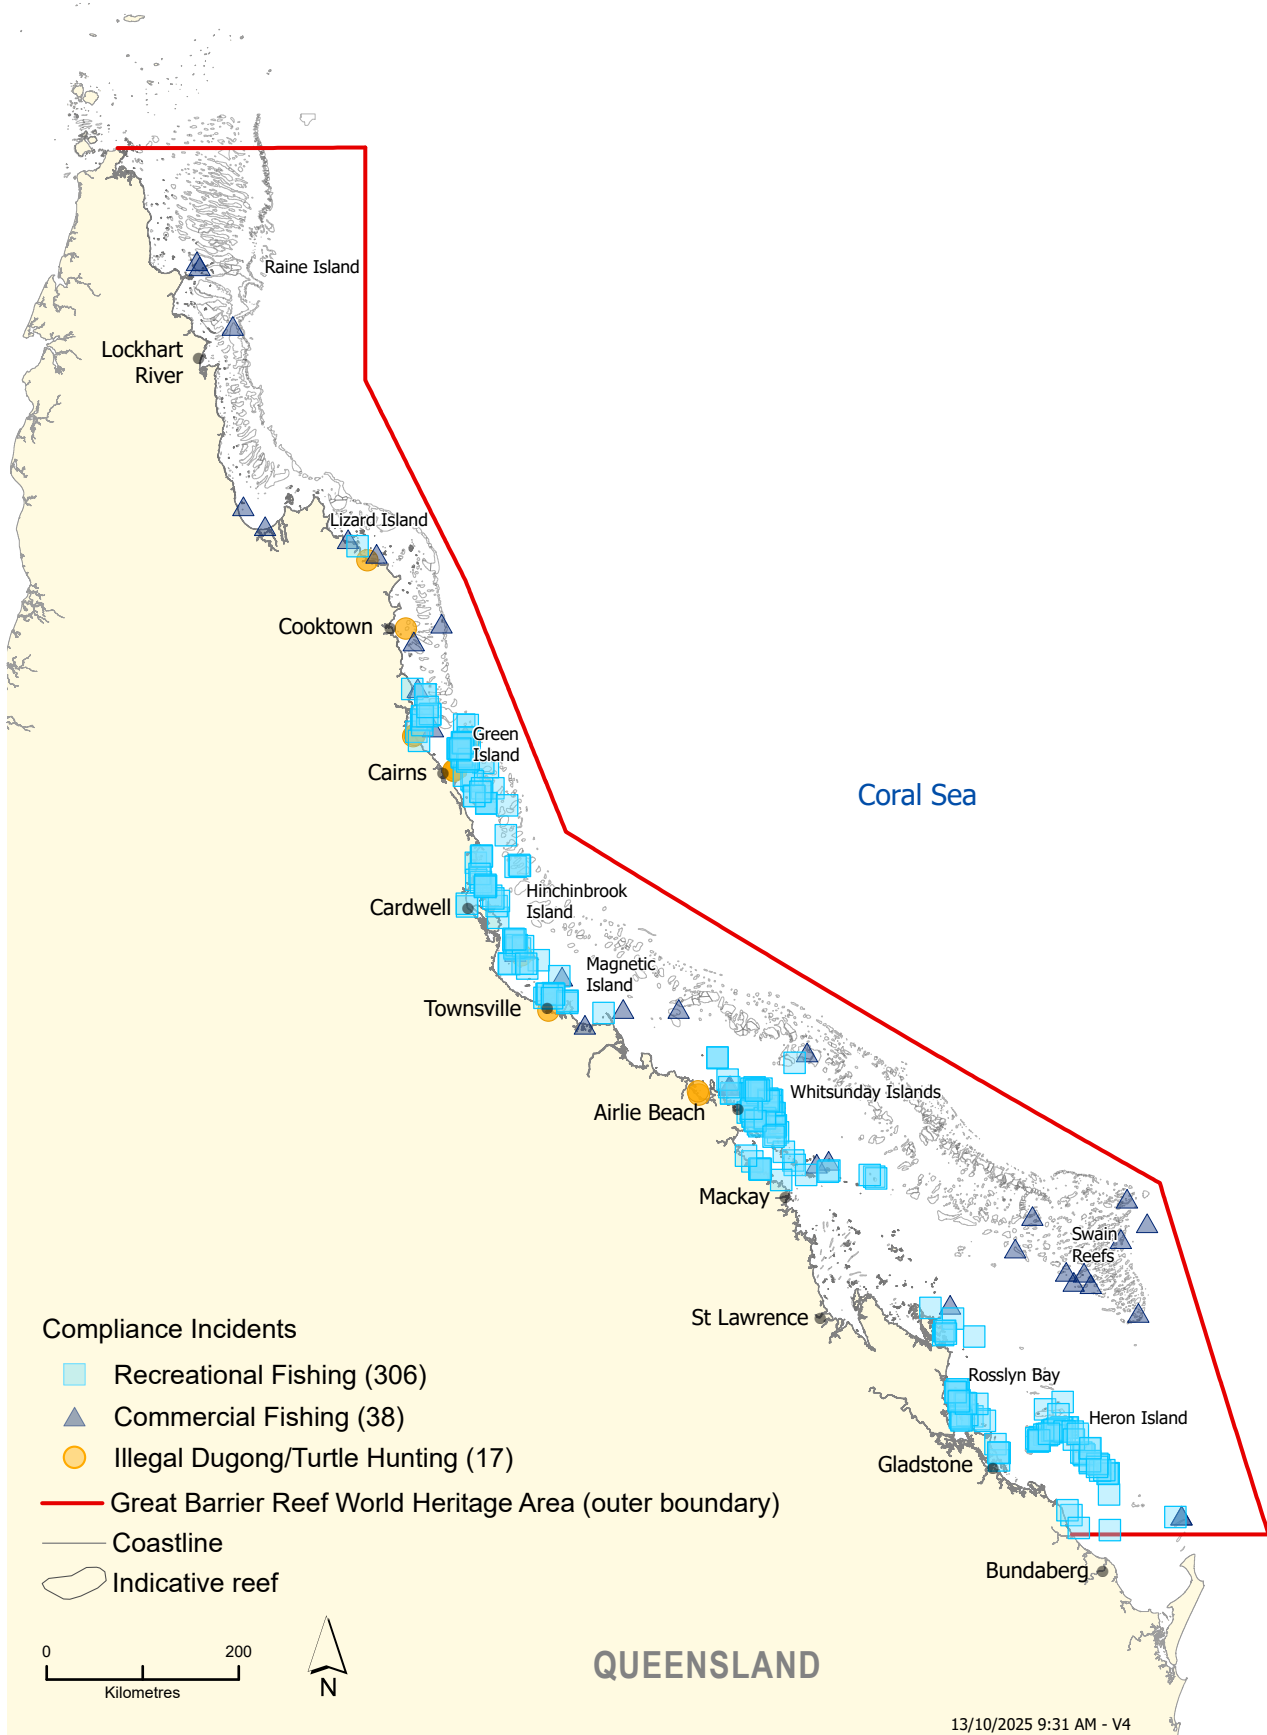 Raine Island
Lockhart
River
Lizard Island
Cooktown
Green
Island
Cairns
Coral Sea
Hinchinbrook
Island
Cardwell
Magnetic
Island
Townsville
Whitsunday Islands
Airlie Beach
Mackay
Swain
Reefs
St Lawrence
Rosslyn Bay
Heron Island
Gladstone
Bundaberg
Compliance Incidents
Recreational Fishing (306)
Commercial Fishing (38)
Illegal Dugong/Turtle Hunting (17)
Great Barrier Reef World Heritage Area (outer boundary)
Coastline
Indicative reef
0 200
Kilometres
N
QUEENSLAND
13/10/2025 9:31 AM - V4